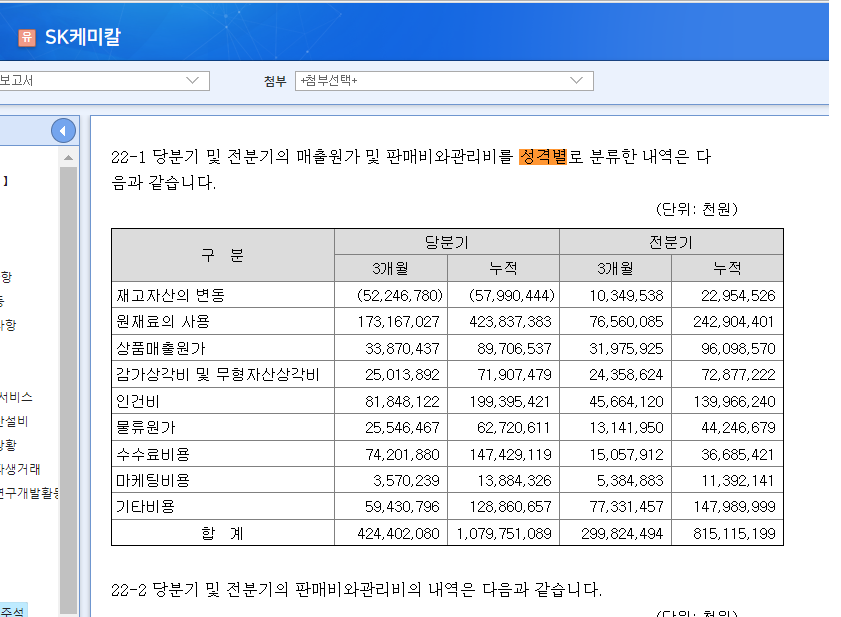 유 SK케미칼
보고서
첨부 +첨부선택+
22-1 당분기 및 전분기의 매출원가 및 판매비와관리비를 성격별로 분류한 내역은 다
음과 같습니다.
(단위: 천원)
구 분 당분기 전분기
3개월 누적 3개월 누적
재고자산의 변동 (52,246,780) (57,990,444) 10,349,538 22,954,526
원재료의 사용 173,167,027 423,837,383 76,560,085 242,904,401
상품매출원가 33,870,437 89,706,537 31,975,925 96,098,570
감가상각비 및 무형자산상각비 25,013,892 71,907,479 24,358,624 72,877,222
인건비 81,848,122 199,395,421 45,664,120 139,966,240
물류원가 25,546,467 62,720,611 13,141,950 44,246,679
수수료비용 74,201,880 147,429,119 15,057,912 36,685,421
마케팅비용 3,570,239 13,884,326 5,384,883 11,392,141
기타비용 59,430,796 128,860,657 77,331,457 147,989,999
합 계 424,402,080 1,079,751,089 299,824,494 815,115,199
22-2 당분기 및 전분기의 판매비와관리비의 내역은 다음과 같습니다.
(단위: 천원)
】
항
사항
서비스
산설비
상황
파생거래
연구개발활동
주석